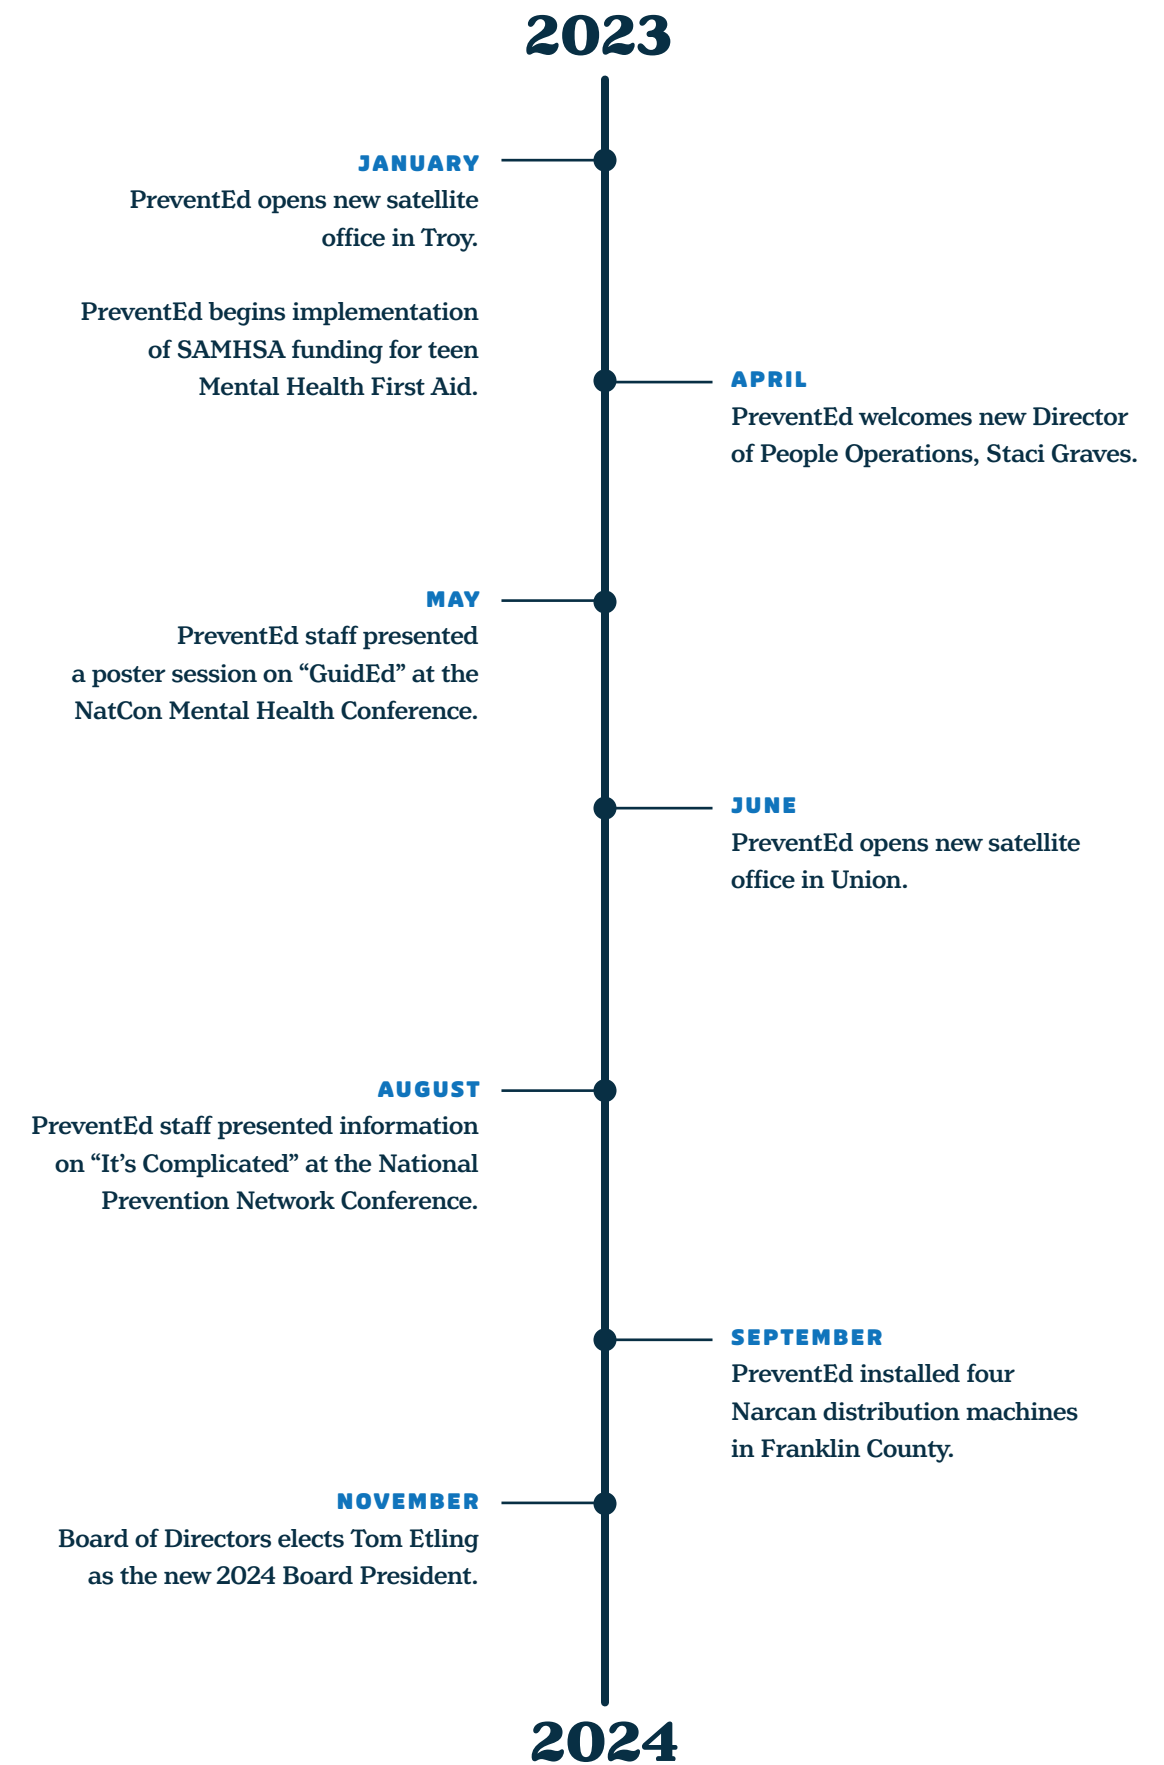 2023
JANUARY
PreventEd opens new satellite
office in Troy.
PreventEd begins implementation
of SAMHSA funding for teen
Mental Health First Aid.
APRIL
PreventEd welcomes new Director
of People Operations, Staci Graves.
MAY
PreventEd staff presented
a poster session on “GuidEd” at the
NatCon Mental Health Conference.
JUNE
PreventEd opens new satellite
office in Union.
AUGUST
PreventEd staff presented information
on “It’s Complicated” at the National
Prevention Network Conference.
SEPTEMBER
PreventEd installed four
Narcan distribution machines
in Franklin County.
NOVEMBER
Board of Directors elects Tom Etling
as the new 2024 Board President.
2024